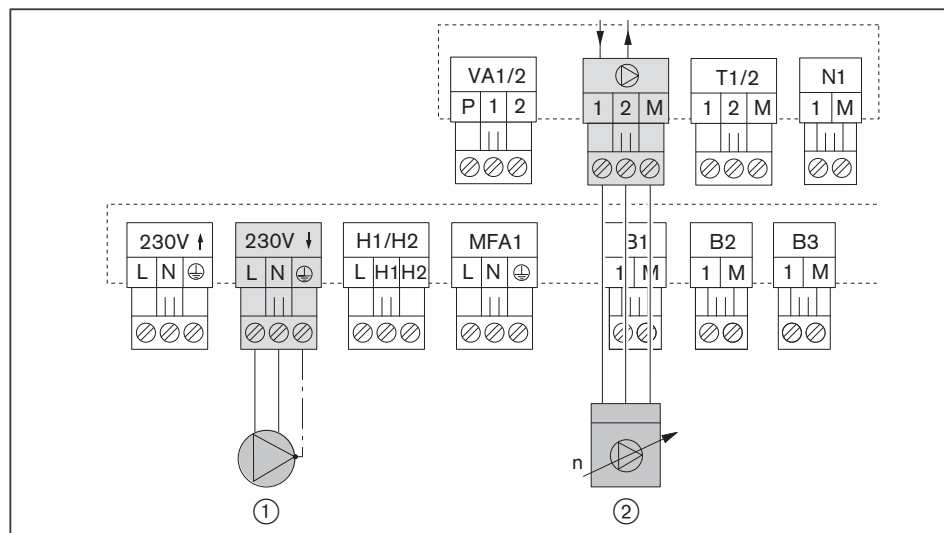 VA1/2 T1/2 N1
P 1 2 1 2 M 1 2 M 1 M
230V 230V H1/H2 MFA1 B1 B2 B3
L N L N L H1 H2 L N 1 M 1 M 1 M
n
1 2